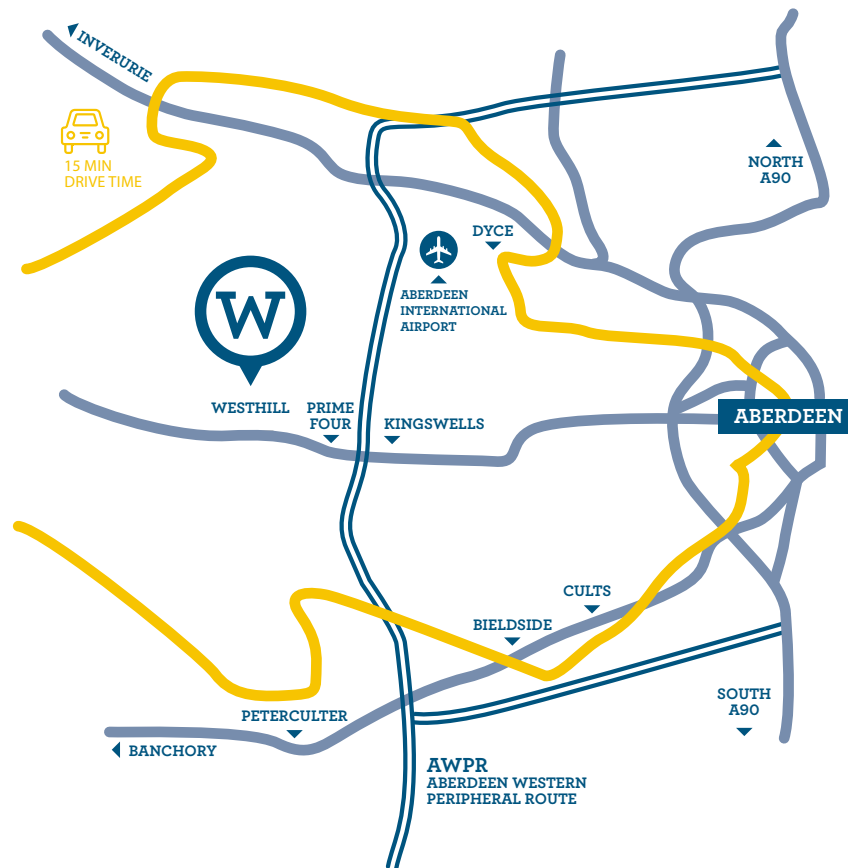 INVERURIE
15 MIN
DRIVE TIME
NORTH
A90
DYCE
W
ABERDEEN
INTERNATIONAL
AIRPORT
WESTHILL
PRIME
FOUR
KINGSWELLS
ABERDEEN
CULTS
BIELDSIDE
SOUTH
A90
PETERCULTER
BANCHORY
AWPR
ABERDEEN WESTERN
PERIPHERAL ROUTE